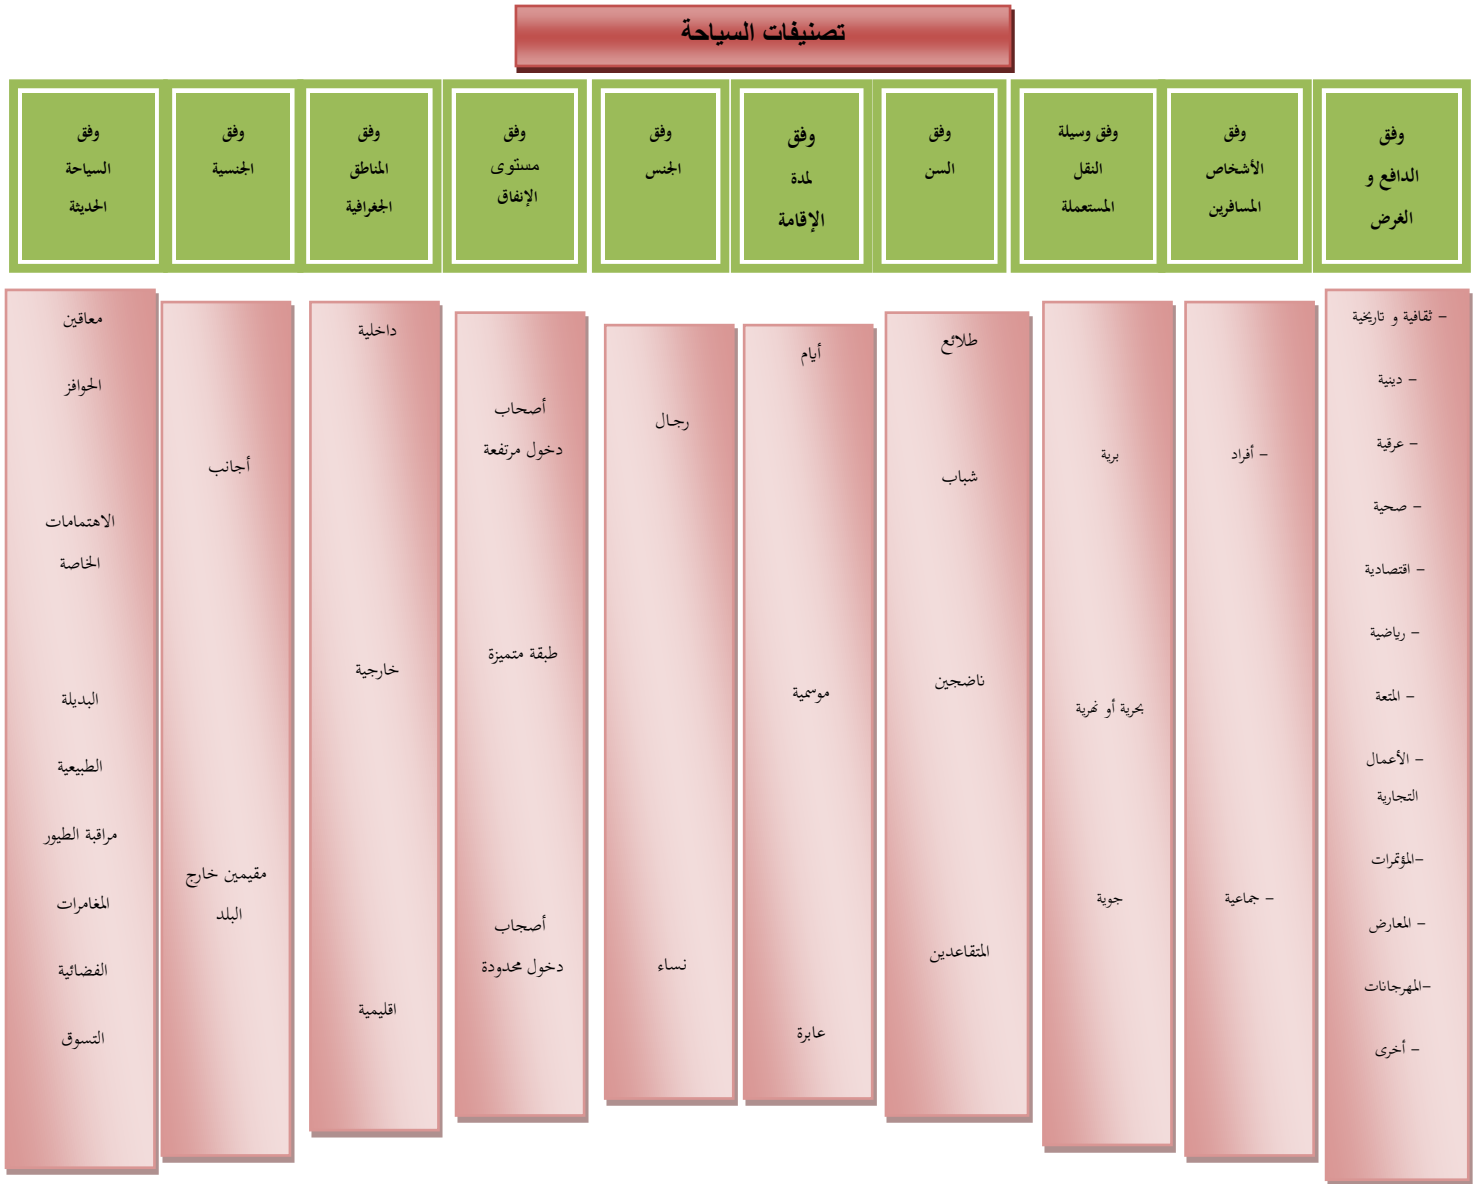 تصنيفات السياحة
وفق
الدافع و
الغرض
وفق
الأشخاص
المسافرين
وفق وسيلة
النقل
المستعملة
وفق
السن
وفق
لمدة
الإقامة
وفق
الجنس
وفق
مستوى
الإنفاق
وفق
المناطق
الجغرافية
وفق
الجنسية
وفق
السياحة
الحديثة
– ثقافية و تاريخية
– دينية
– عرقية
– صحية
– اقتصادية
– رياضية
– المتعة
– الأعمال
التجارية
–المؤتمرات
– المعارض
–المهرجانات
– أخرى
– أفراد
– جماعية
برية
بحرية أو نهرية
جوية
طلائع
شباب
ناضجين
المتقاعدين
أيام
موسمية
عابرة
رجال
نساء
أصحاب
دخول مرتفعة
طبقة متميزة
أصجاب
دخول محدودة
داخلية
خارجية
اقليمية
أجانب
مقيمين خارج
البلد
معاقين
الحوافز
الاهتمامات
الخاصة
البديلة
الطبيعية
مراقبة الطيور
المغامرات
الفضائية
التسوق